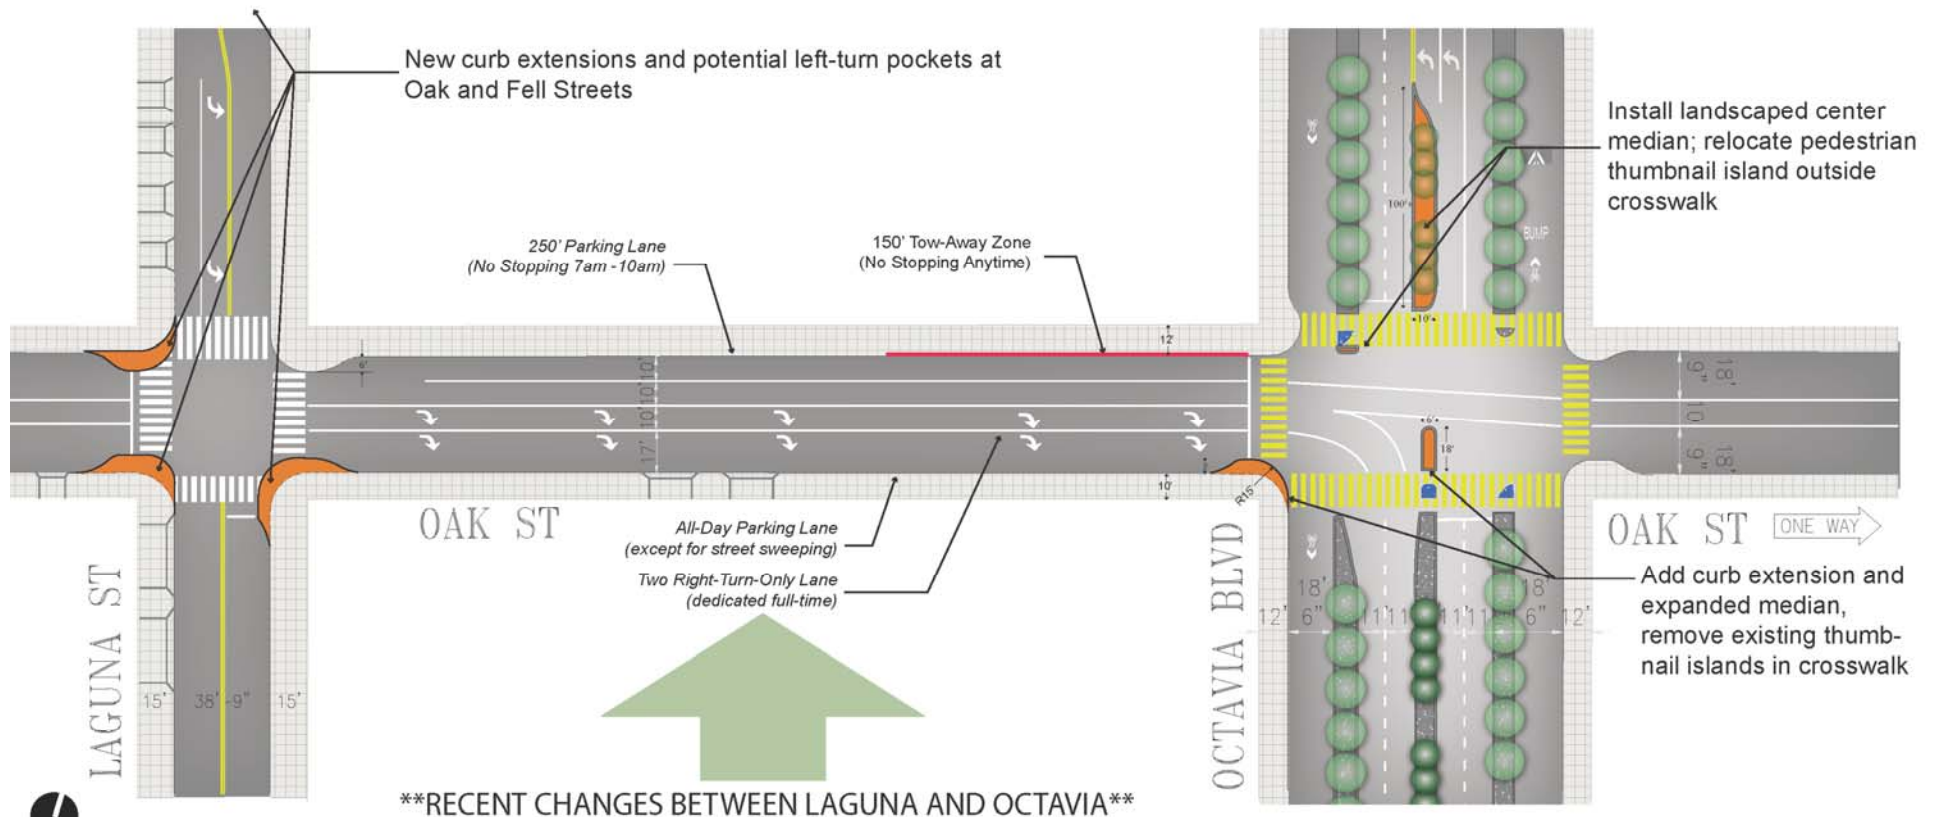 New curb extensions and potential left-turn pockets at
Oak and Fell Streets
Install landscaped center
median; relocate pedestrian
thumbnail island outside
crosswalk
250' Parking Lane
(No Stopping 7am -10am)
150' Tow-Away Zone
(No Stopping Anytime)
100'
BUMP
10'
12'
6'
10'
10'
10'
17'
6'
18'
18'
9"
10
18'
9"
10'
R15'
OAK ST
All-Day Parking Lane
(except for street sweeping)
Two Right-Turn-Only Lane
(dedicated full-time)
OAK ST
ONE WAY
Add curb extension and
expanded median,
remove existing thumb-
nail islands in crosswalk
LAGUNA ST
OCTAVIA BLVD
15'
38'-9"
15'
12'
18'
6"
11'
11'
11'
18'
6"
12'
**RECENT CHANGES BETWEEN LAGUNA AND OCTAVIA**